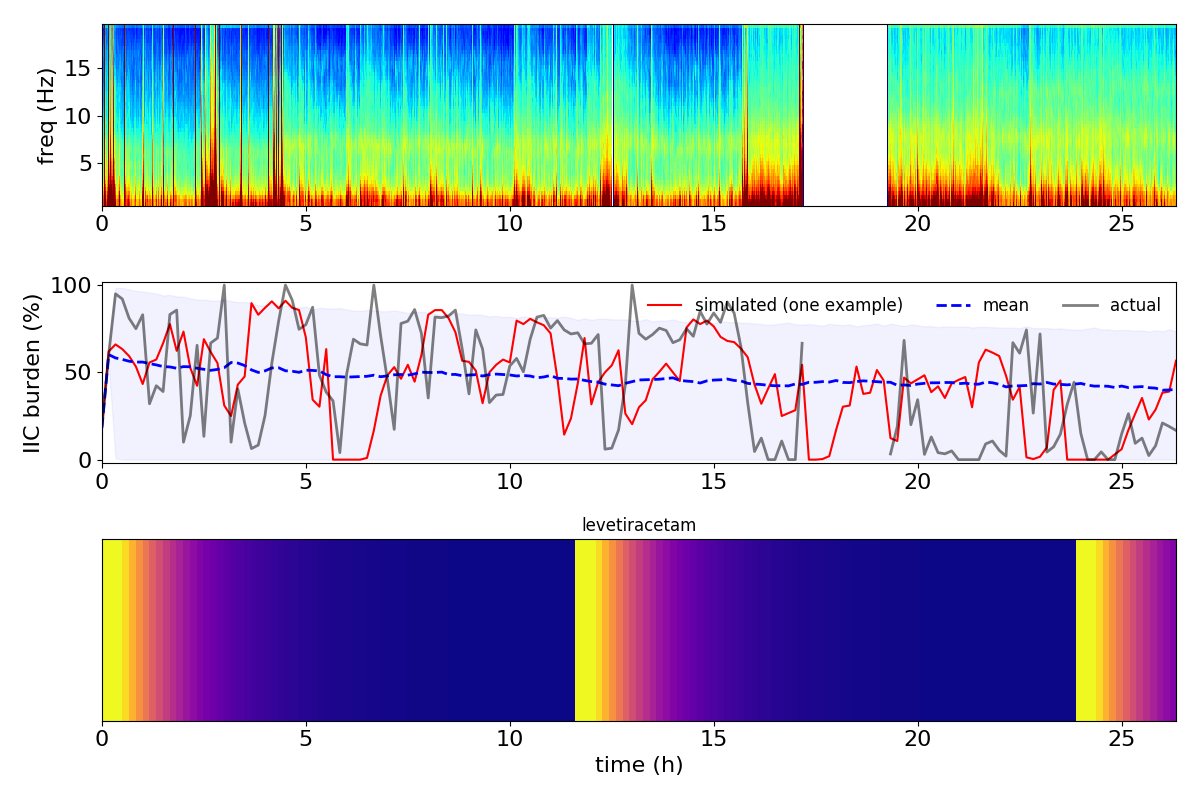 freq (Hz)
15
10
5
0 5 10 15 20 25
IIC burden (%)
100
50
0
simulated (one example) mean actual
0 5 10 15 20 25
levetiracetam
0 5 10 15 20 25
time (h)